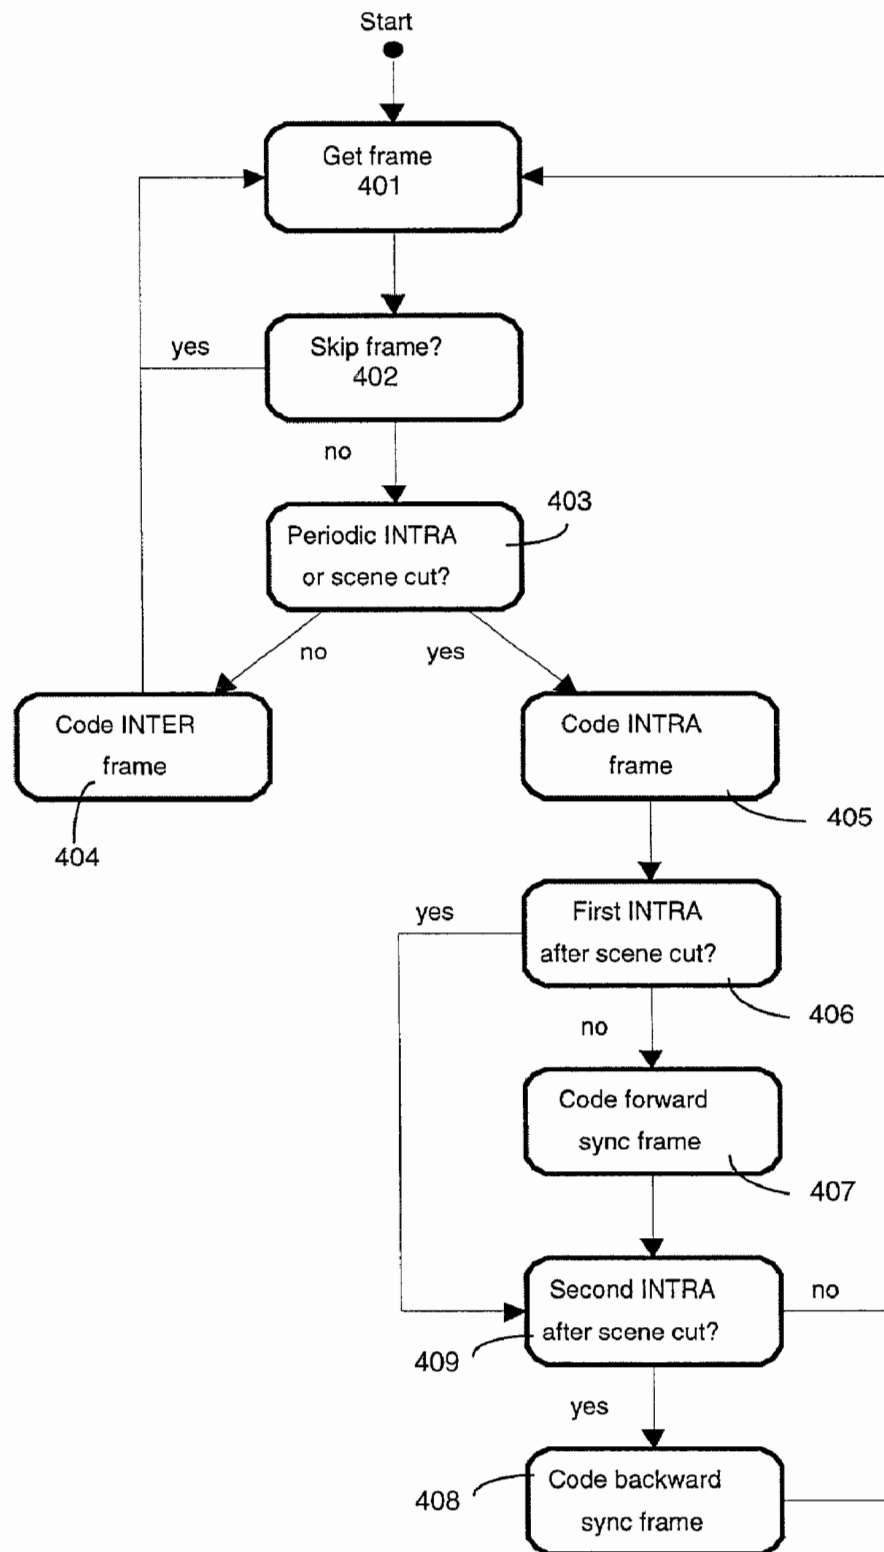 Start
Get frame
401
Skip frame?
402
yes
no
Periodic INTRA
or scene cut?
403
no
yes
Code INTER
frame
404
Code INTRA
frame
405
First INTRA
after scene cut?
406
yes
no
Code forward
sync frame
407
Second INTRA
after scene cut?
409
no
yes
Code backward
sync frame
408